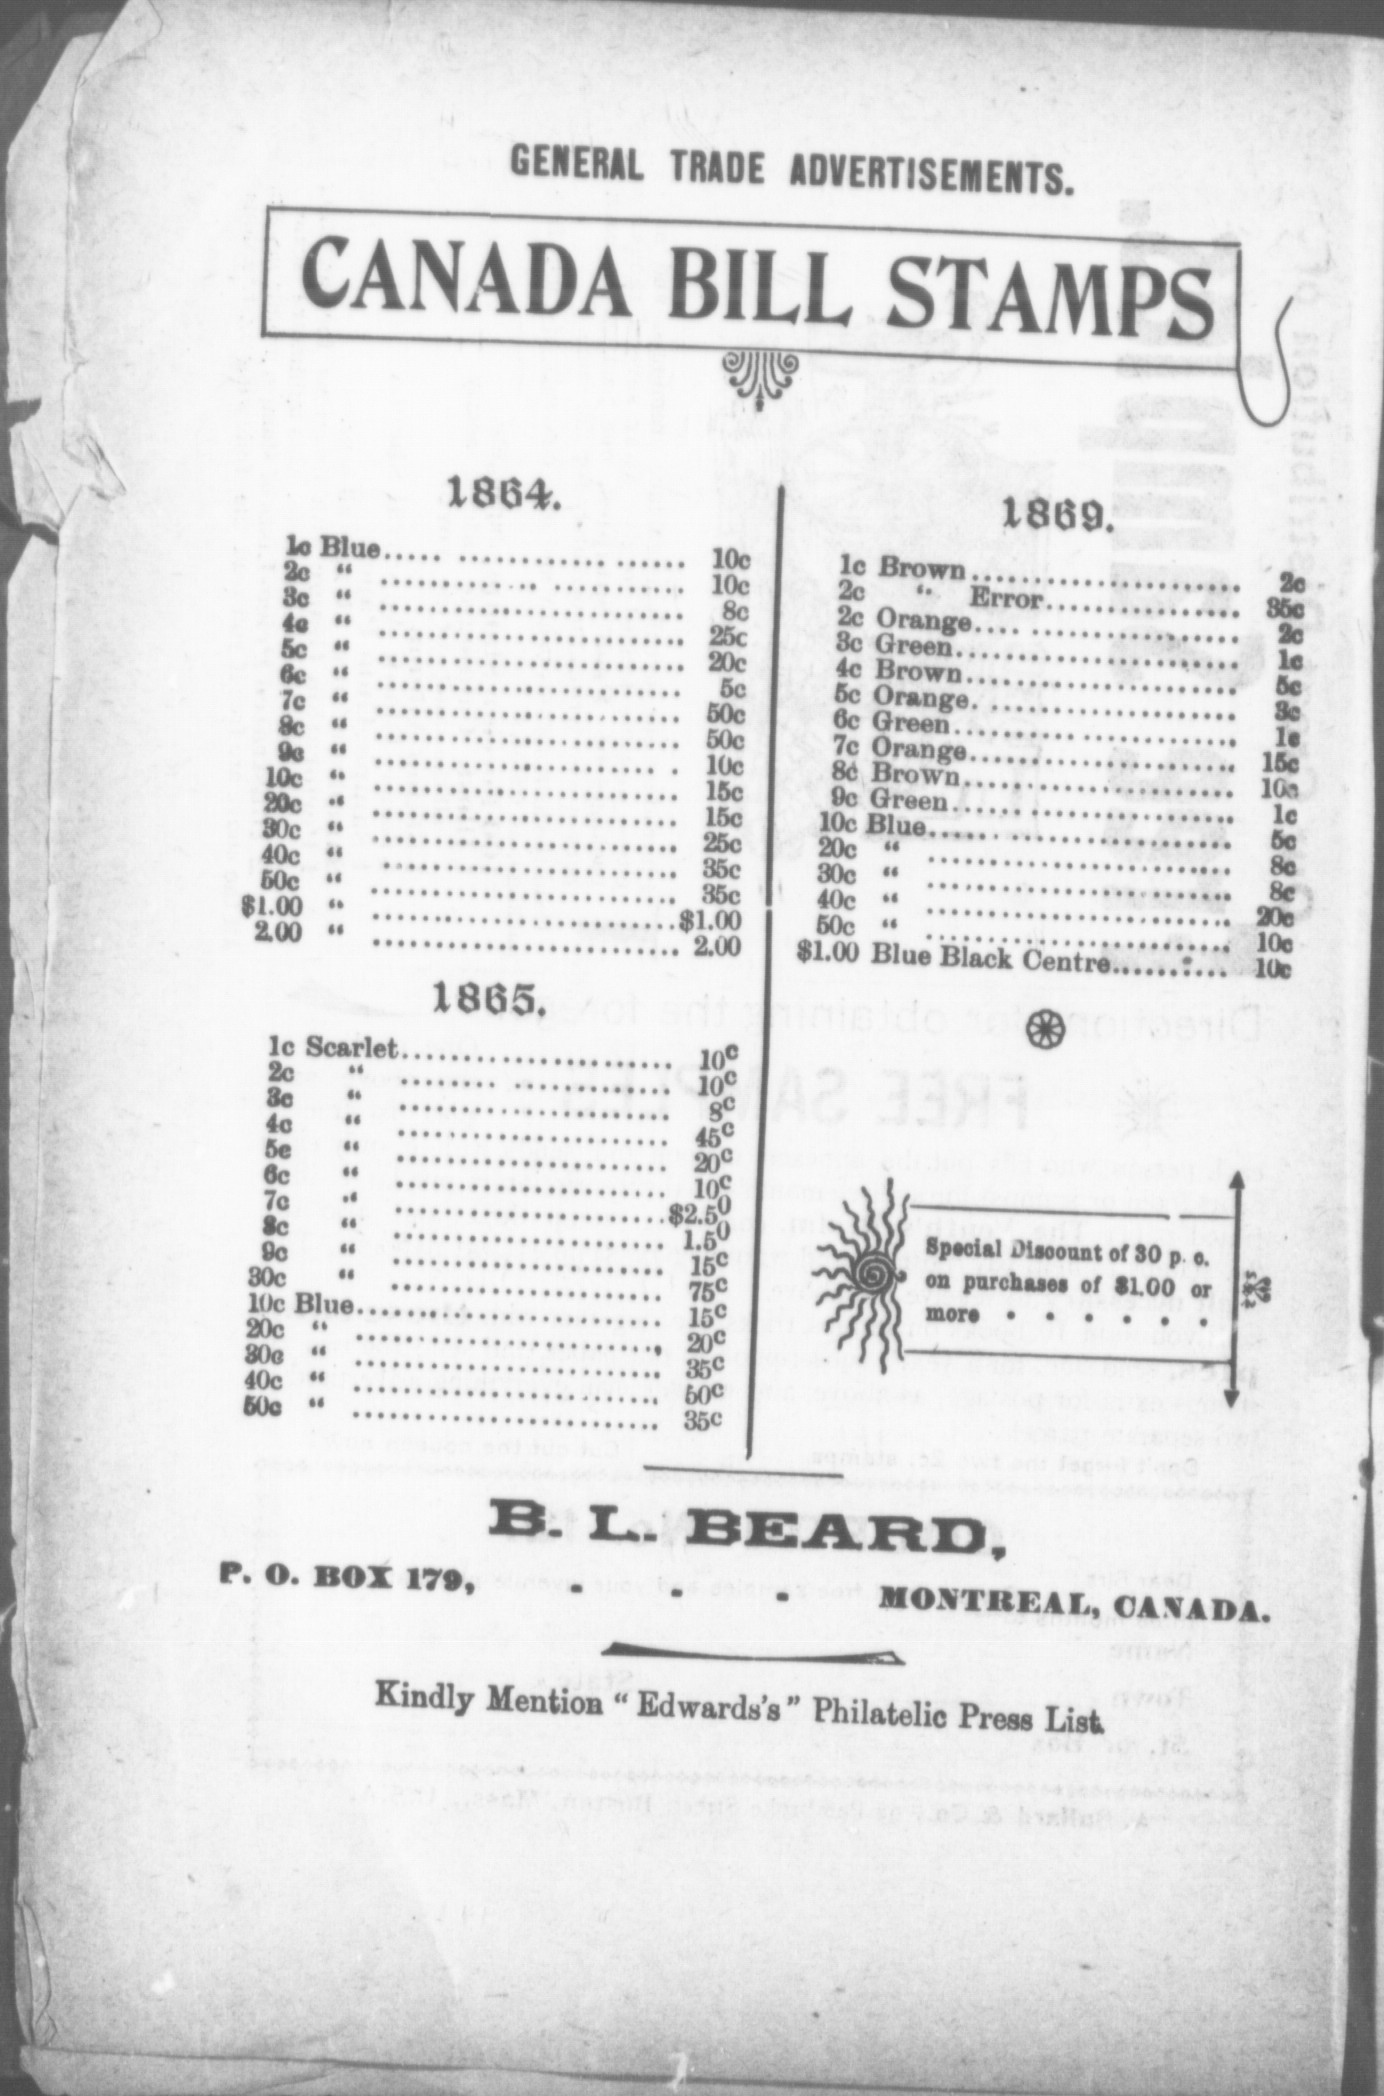 GENERAL TRADE ADVERTISEMENTS.
CANADA BILL STAMPS
1864.
1c Blue..... .................. ...... 10c
2c “ .............. ........... 10c
3c “ ......................... 8c
4c “ ......................... 25c
5c “ ......................... 20c
6c “ ......................... 5c
7c “ ......................... 50c
8c “ ......................... 50c
9c “ ....................... . 10c
10c “ ......................... 15c
20c “ ......................... 15c
30c “ ......................... 25c
40c “ ........................ 35c
50c “ ......................... 35c
$1.00 “ .........................$1.00
2.00 “ ......................... 2.00
1865.
1c Scarlet...................... 10c
2c “ ........ ............. 10c
3c “ ...................... 8c
4c “ ...................... 45c
5c “ ...................... 20c
6c “ ...................... 10c
7c “ ......................$2.50
8c “ ...................... 1.50
9c “ ...................... 15c
30c “ ...................... 75c
10c Blue......................... 15c
20c “ ......................... 20c
30c “ ......................... 35c
40c “ ......................... 50c
50c “ ......................... 35c
1869.
1c Brown...................... 2c
2c “ Error................ 35c
2c Orange.... ................. 2c
3c Green....................... 1c
4c Brown...................... 5c
5c Orange. .................... 3c
6c Green.......... ............. 1c
7c Orange...................... 15c
8c Brown...................... 10c
9c Green...... ................. 1c
10c Blue...... .................. 5c
20c “ ......................... 8c
30c “ ......................... 8c
40c “ ......................... 20c
50c “ ......................... 10c
$1.00 Blue Black Centre.......... 10c
Special Discount of 30 p. c.
on purchases of $1.00 or
more . . . . . .
B. L. BEARD,
P. O. BOX 179, - - - MONTREAL, CANADA.
Kindly Mention “ Edwards's ” Philatelic Press List.